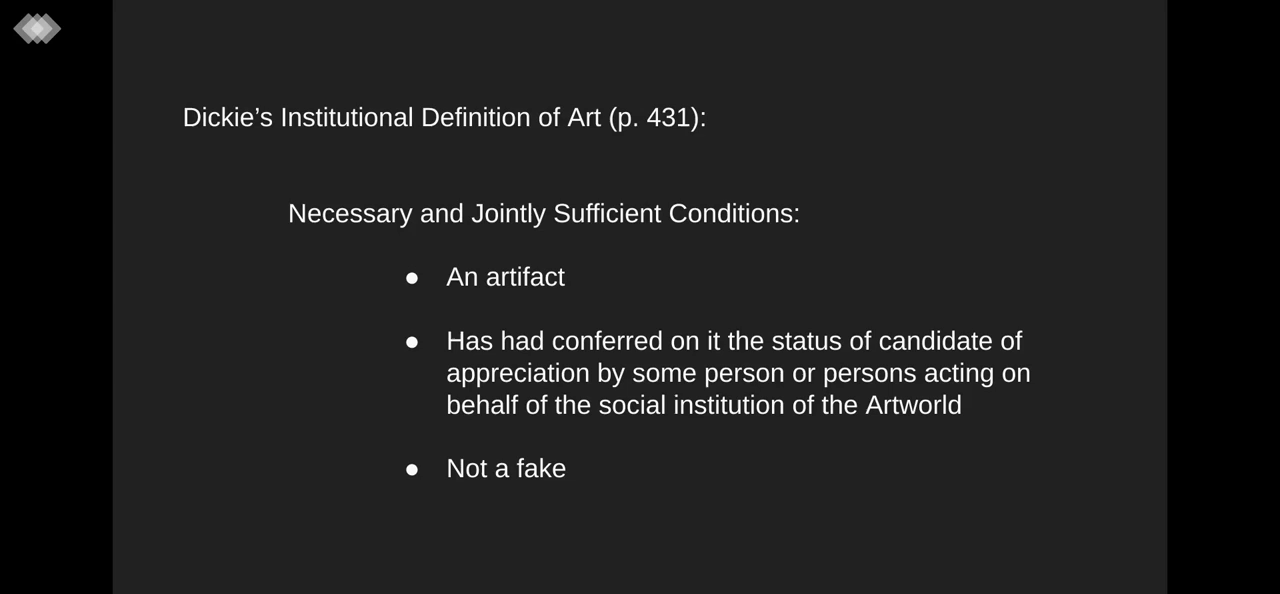 Dickie’s Institutional Definition of Art (p. 431):
Necessary and Jointly Sufficient Conditions:
● An artifact
● Has had conferred on it the status of candidate of
appreciation by some person or persons acting on
behalf of the social institution of the Artworld
● Not a fake